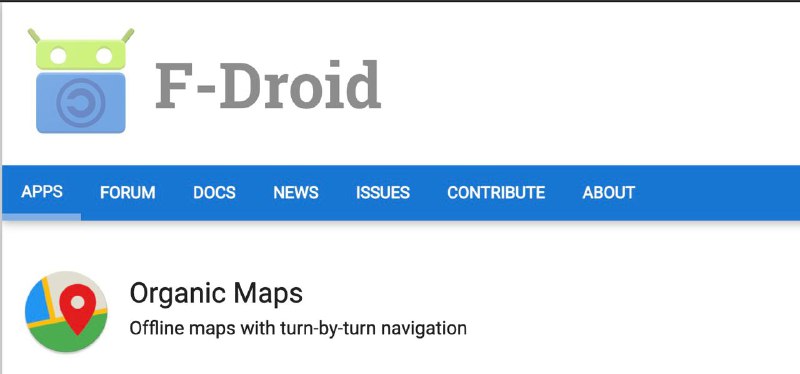 F-Droid
APPS FORUM DOCS NEWS ISSUES CONTRIBUTE ABOUT
Organic Maps
Offline maps with turn-by-turn navigation